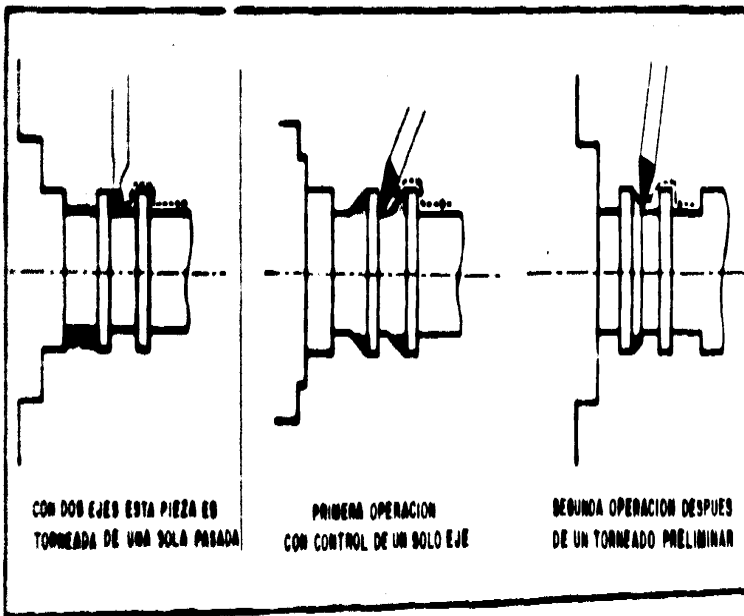 CON DOS EJES ESTA PIEZA ES
TORNEADA DE UNA SOLA PASADA
PRIMERA OPERACION
CON CONTROL DE UN SOLO EJE
SEGUNDA OPERACION DESPUES
DE UN TORNEADO PRELIMINAR